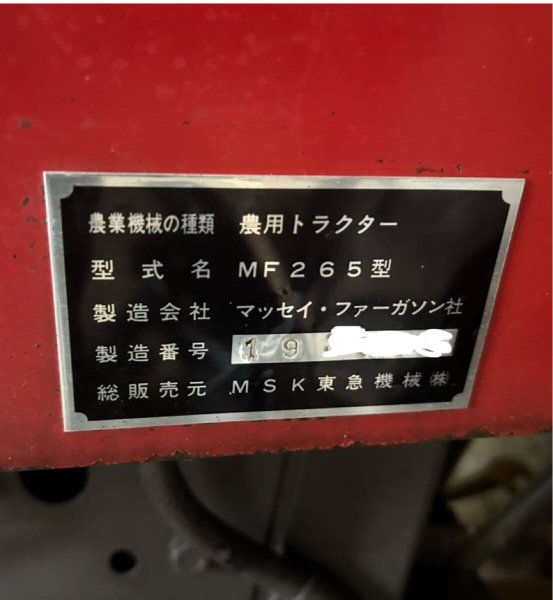 農業機械の種類 農用トラクター
型式名 MF265型
製造会社 マッセイ・ファーガソン社
製造番号 19
総販売元 MSK東急機械㈱